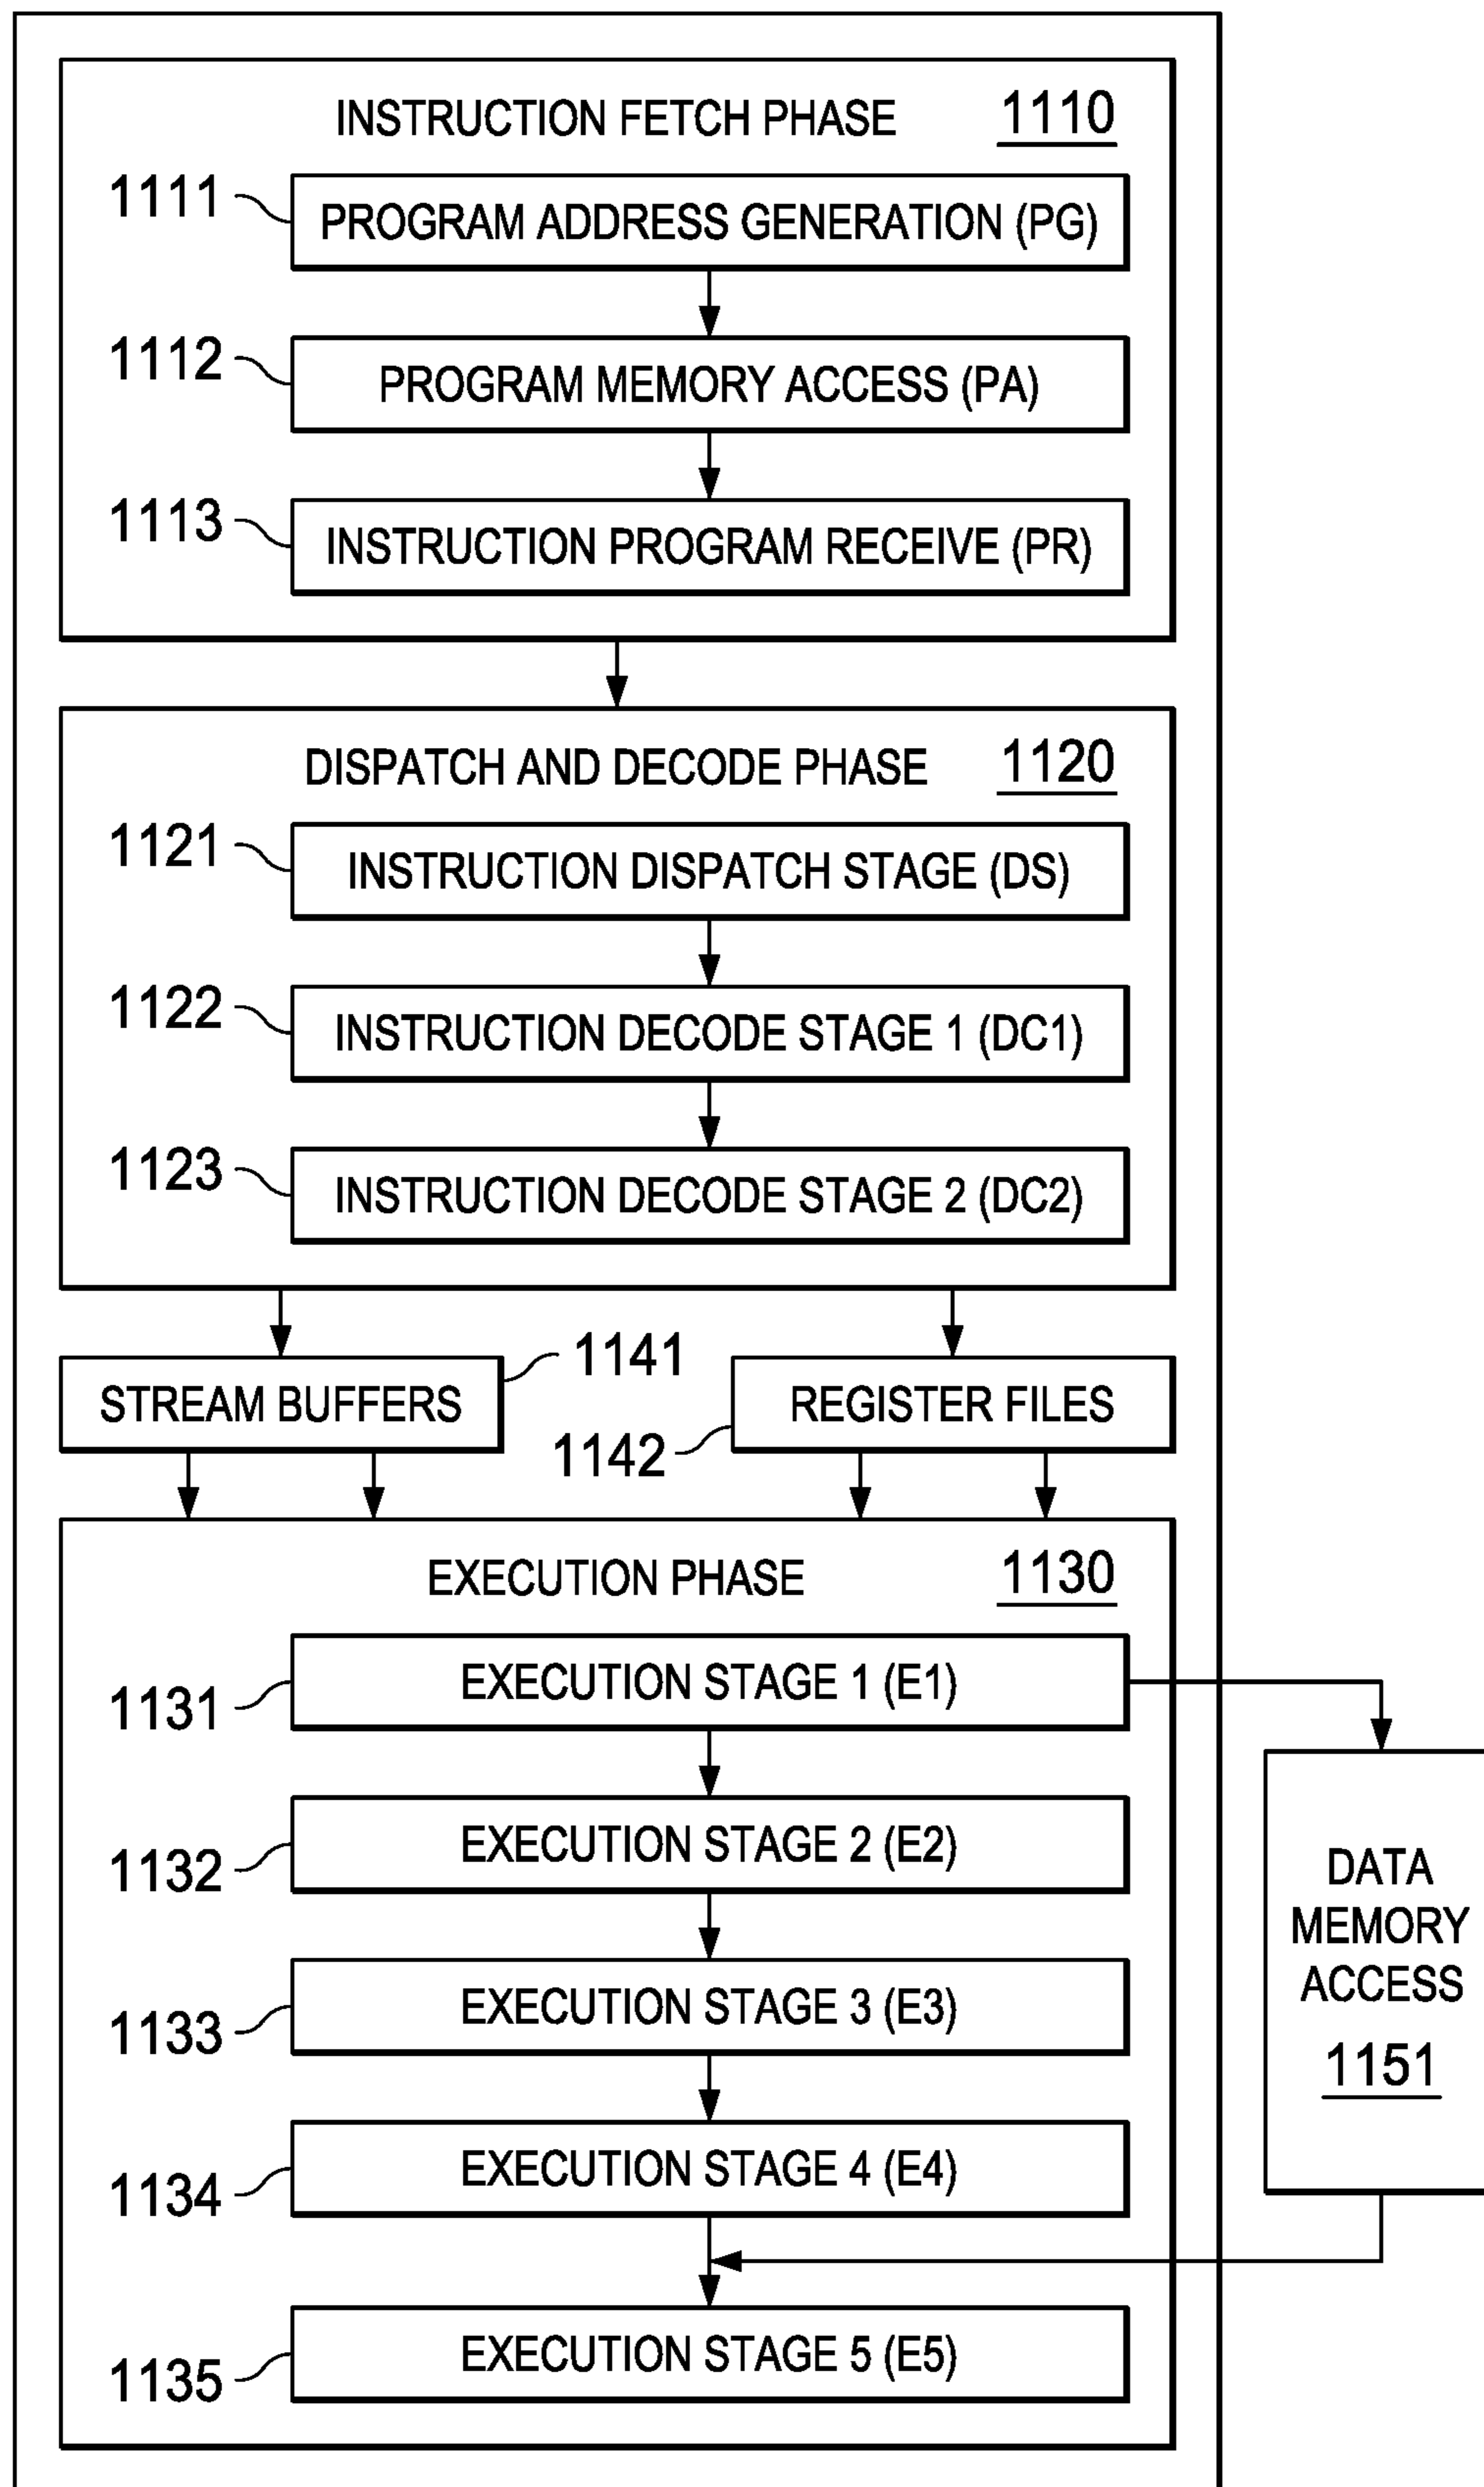 INSTRUCTION FETCH PHASE 1110
1111 PROGRAM ADDRESS GENERATION (PG)
1112 PROGRAM MEMORY ACCESS (PA)
1113 INSTRUCTION PROGRAM RECEIVE (PR)
DISPATCH AND DECODE PHASE 1120
1121 INSTRUCTION DISPATCH STAGE (DS)
1122 INSTRUCTION DECODE STAGE 1 (DC1)
1123 INSTRUCTION DECODE STAGE 2 (DC2)
STREAM BUFFERS 1141
1142 REGISTER FILES
EXECUTION PHASE 1130
1131 EXECUTION STAGE 1 (E1)
1132 EXECUTION STAGE 2 (E2)
1133 EXECUTION STAGE 3 (E3)
1134 EXECUTION STAGE 4 (E4)
1135 EXECUTION STAGE 5 (E5)
DATA
MEMORY
ACCESS
1151